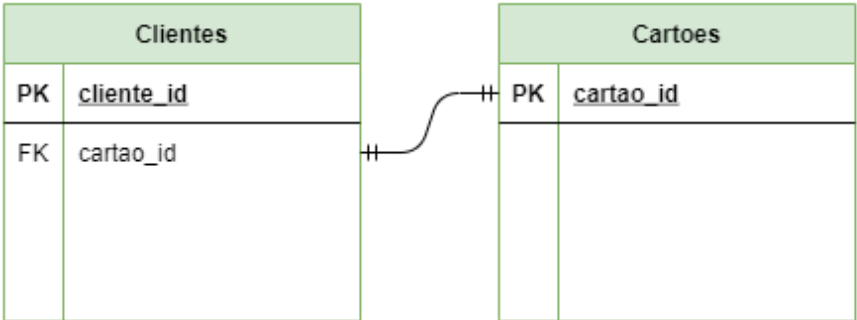 Clientes
PK cliente_id
FK cartao_id
Cartoes
PK cartao_id